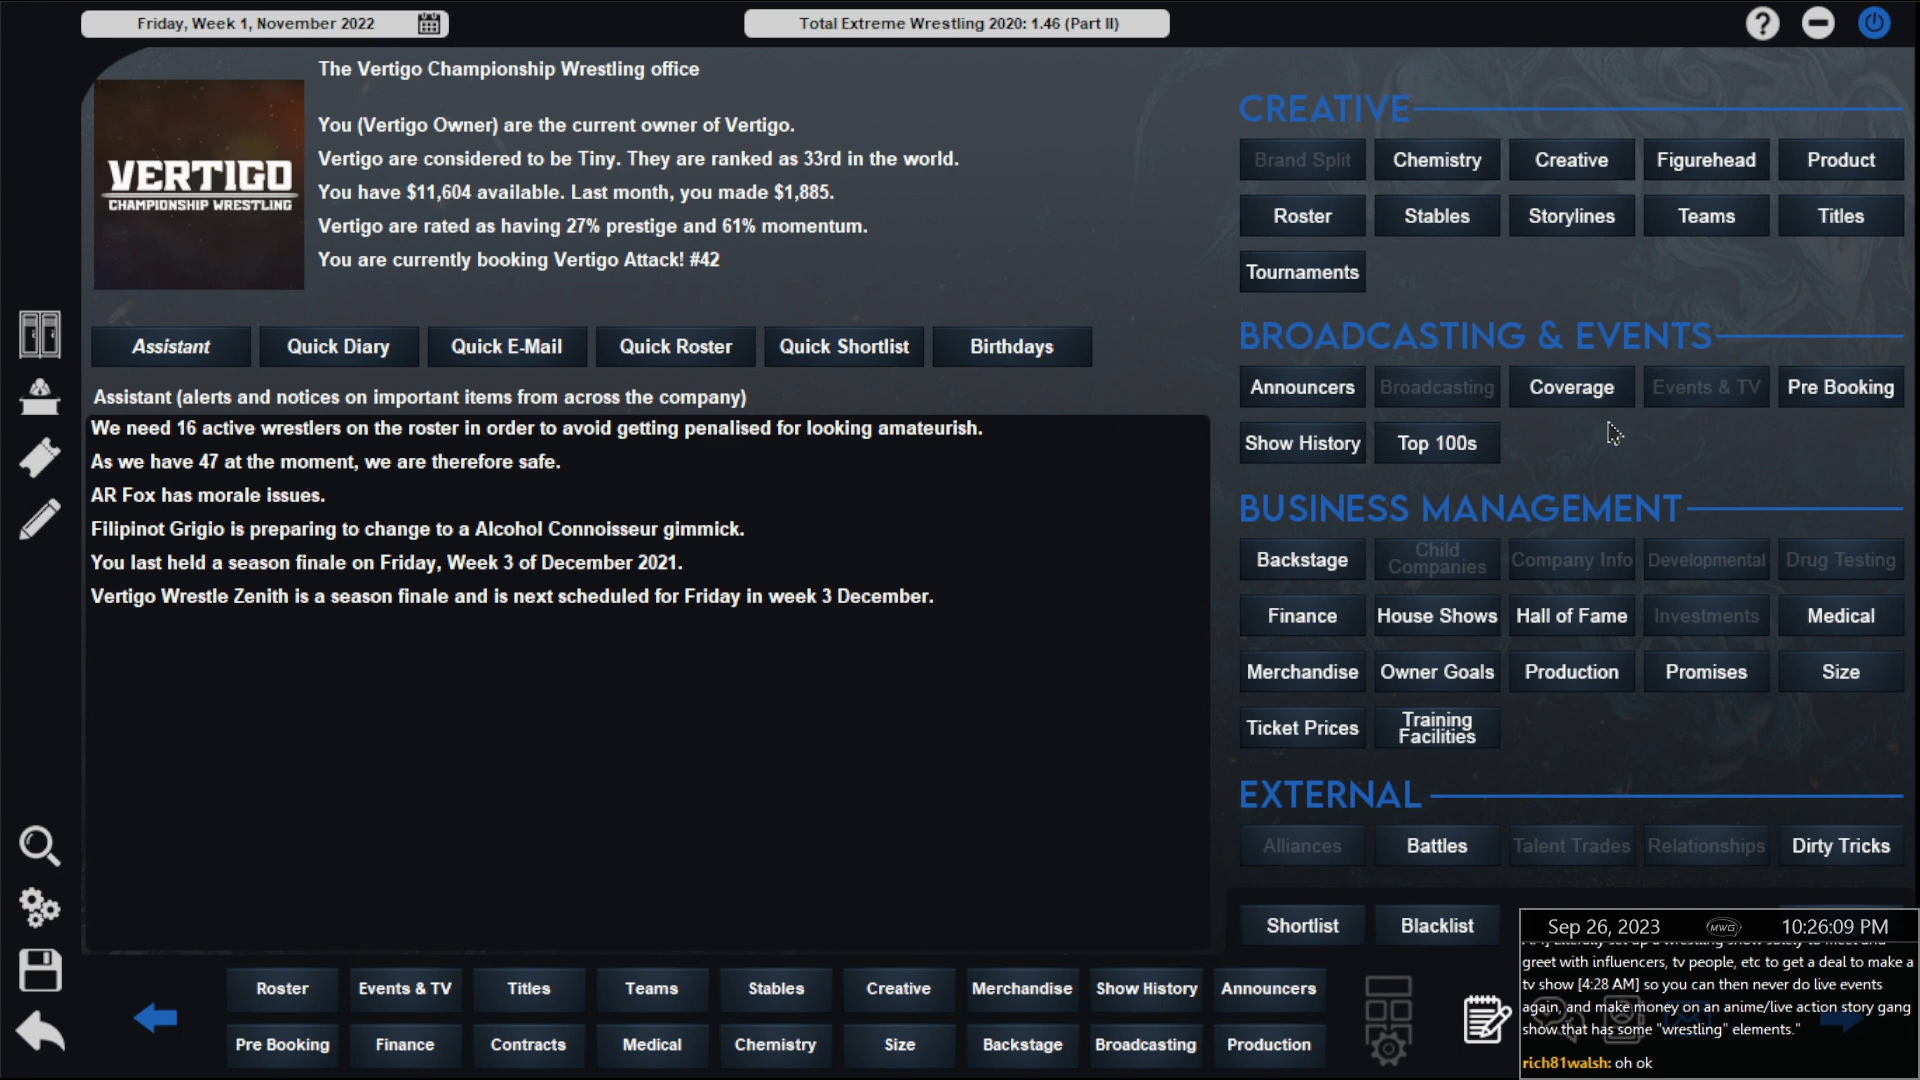 Friday, Week 1, November 2022
Total Extreme Wrestling 2020: 1.46 (Part II)
?
The Vertigo Championship Wrestling office
VERTIGO
CHAMPIONSHIP WRESTLING
You (Vertigo Owner) are the current owner of Vertigo.
Vertigo are considered to be Tiny. They are ranked as 33rd in the world.
You have $11,604 available. Last month, you made $1,885.
Vertigo are rated as having 27% prestige and 61% momentum.
You are currently booking Vertigo Attack! #42
Assistant
Quick Diary
Quick E-Mail
Quick Roster
Quick Shortlist
Birthdays
Assistant (alerts and notices on important items from across the company)
We need 16 active wrestlers on the roster in order to avoid getting penalised for looking amateurish.
As we have 47 at the moment, we are therefore safe.
AR Fox has morale issues.
Filipinot Grigio is preparing to change to a Alcohol Connoisseur gimmick.
You last held a season finale on Friday, Week 3 of December 2021.
Vertigo Wrestle Zenith is a season finale and is next scheduled for Friday in week 3 December.
CREATIVE
Brand Split
Chemistry
Creative
Figurehead
Product
Roster
Stables
Storylines
Teams
Titles
Tournaments
BROADCASTING & EVENTS
Announcers
Broadcasting
Coverage
Events & TV
Pre Booking
Show History
Top 100s
BUSINESS MANAGEMENT
Backstage
Child
Companies
Company Info
Developmental
Drug Testing
Finance
House Shows
Hall of Fame
Investments
Medical
Merchandise
Owner Goals
Production
Promises
Size
Ticket Prices
Training
Facilities
EXTERNAL
Alliances
Battles
Talent Trades
Relationships
Dirty Tricks
Shortlist
Blacklist
Roster
Events & TV
Titles
Teams
Stables
Creative
Merchandise
Show History
Announcers
Pre Booking
Finance
Contracts
Medical
Chemistry
Size
Backstage
Broadcasting
Production
Sep 26, 2023
MWG
10:26:09 PM
greet with influencers, tv people, etc to get a deal to make a
tv show [4:28 AM] so you can then never do live events
again, and make money on an anime/live action story gang
show that has some "wrestling" elements."
rich81walsh: oh ok